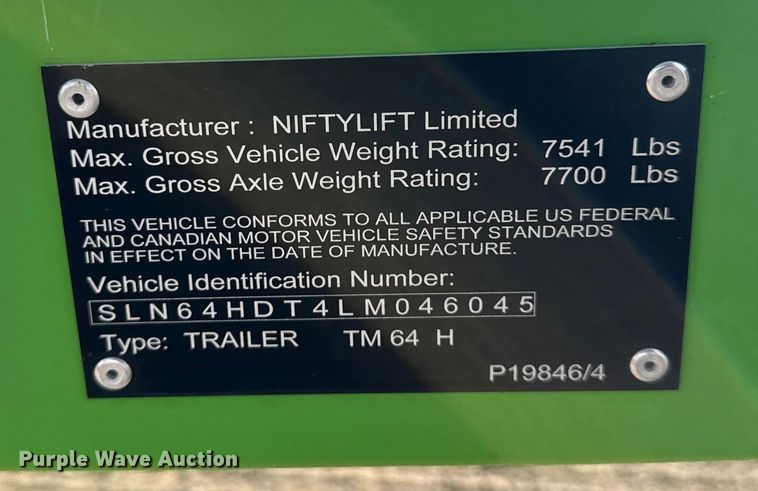 Manufacturer : NIFTYLIFT Limited
Max. Gross Vehicle Weight Rating: 7541 Lbs
Max. Gross Axle Weight Rating: 7700 Lbs
THIS VEHICLE CONFORMS TO ALL APPLICABLE US FEDERAL
AND CANADIAN MOTOR VEHICLE SAFETY STANDARDS
IN EFFECT ON THE DATE OF MANUFACTURE.
Vehicle Identification Number:
SLN64HDT4LM046045
Type: TRAILER TM 64 H
P19846/4
Purple Wave Auction